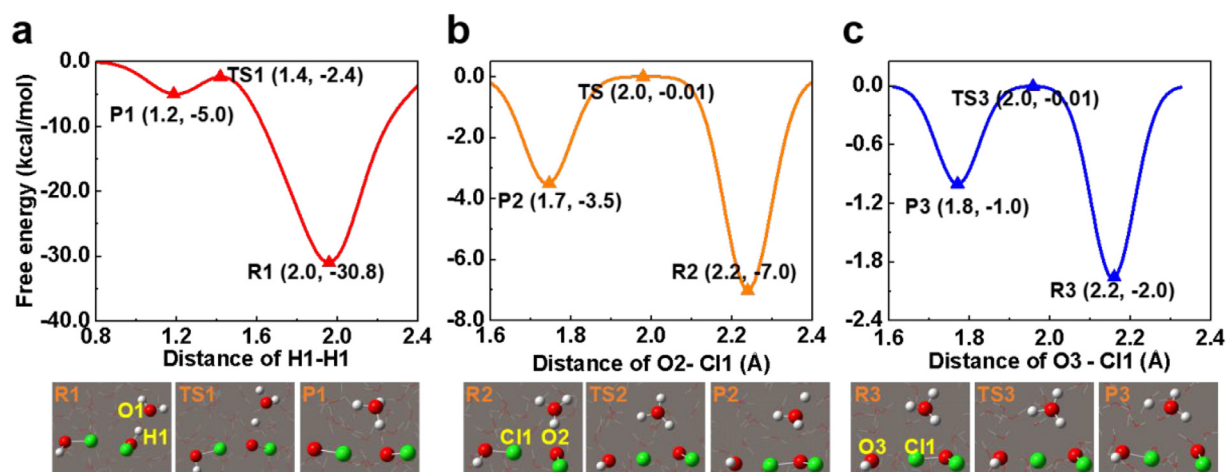 a
Free energy (kcal/mol)
0.0
-10.0
-20.0
-30.0
-40.0
TS1 (1.4, -2.4)
P1 (1.2, -5.0)
R1 (2.0, -30.8)
0.8 1.2 1.6 2.0 2.4
Distance of H1-H1
b
0.0
-2.0
-4.0
-6.0
-8.0
TS (2.0, -0.01)
P2 (1.7, -3.5)
R2 (2.2, -7.0)
1.6 1.8 2.0 2.2 2.4
Distance of O2- Cl1 (Å)
c
0.0
-0.6
-1.2
-1.8
-2.4
TS3 (2.0, -0.01)
P3 (1.8, -1.0)
R3 (2.2, -2.0)
1.6 1.8 2.0 2.2 2.4
Distance of O3 - Cl1 (Å)
R1
O1
H1
TS1
P1
R2
Cl1 O2
TS2
P2
R3
O3 Cl1
TS3
P3